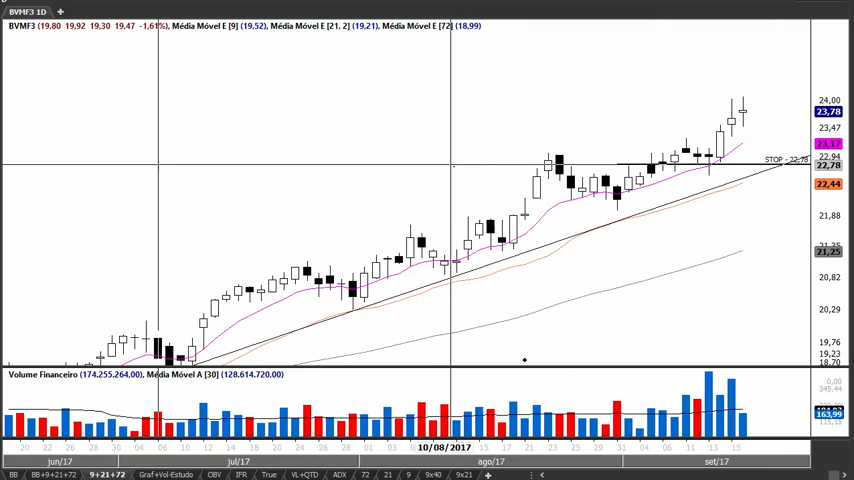 BVMF3 1D
BVMF3 (19,80 19,92 19,30 19,47 -1,61%), Média Móvel E [9] (19,52), Média Móvel E [21, 2] (19,21), Média Móvel E [72] (18,99)
24,00
23,78
23,47
23,17
22,94
STOP - 22,78
22,78
22,44
21,88
21,25
20,82
20,29
19,76
19,23
18,70
Volume Financeiro (174.255.264,00), Média Móvel A [30] (128.614.720,00)
0,00
345,44
163,99
115,15
20 22 26 28 30 04 06 10 12 14 18 20 24 26 28 01 03 10/08/2017 15 17 21 23 25 29 31 04 06 11 13 15
jun/17 jul/17 ago/17 set/17
BB BB+9+21+72 9+21+72 Graf+Vol-Estudo OBV IFR True VL+QTD ADX 72 21 9 9x40 9x21